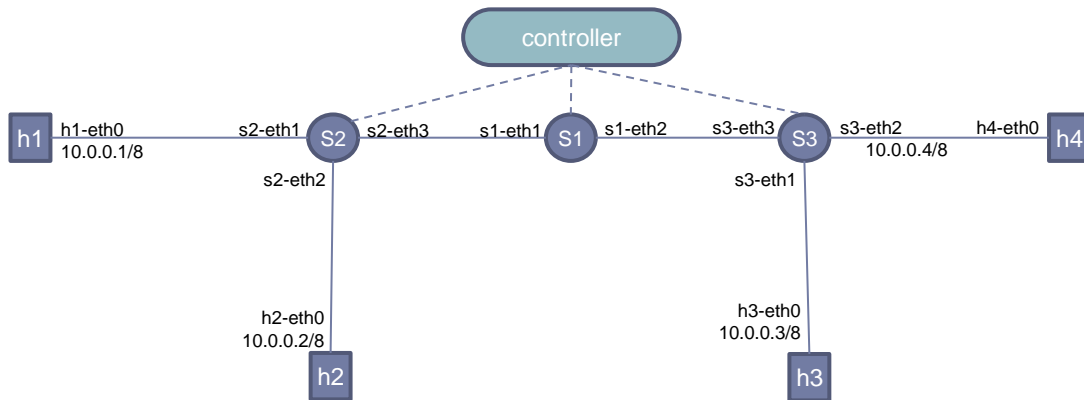 controller
h1
h1-eth0
10.0.0.1/8
s2-eth1
S2
s2-eth3
s2-eth2
s1-eth1
S1
s1-eth2
s3-eth3
S3
s3-eth2
10.0.0.4/8
s3-eth1
h4-eth0
h4
h2-eth0
10.0.0.2/8
h2
h3-eth0
10.0.0.3/8
h3